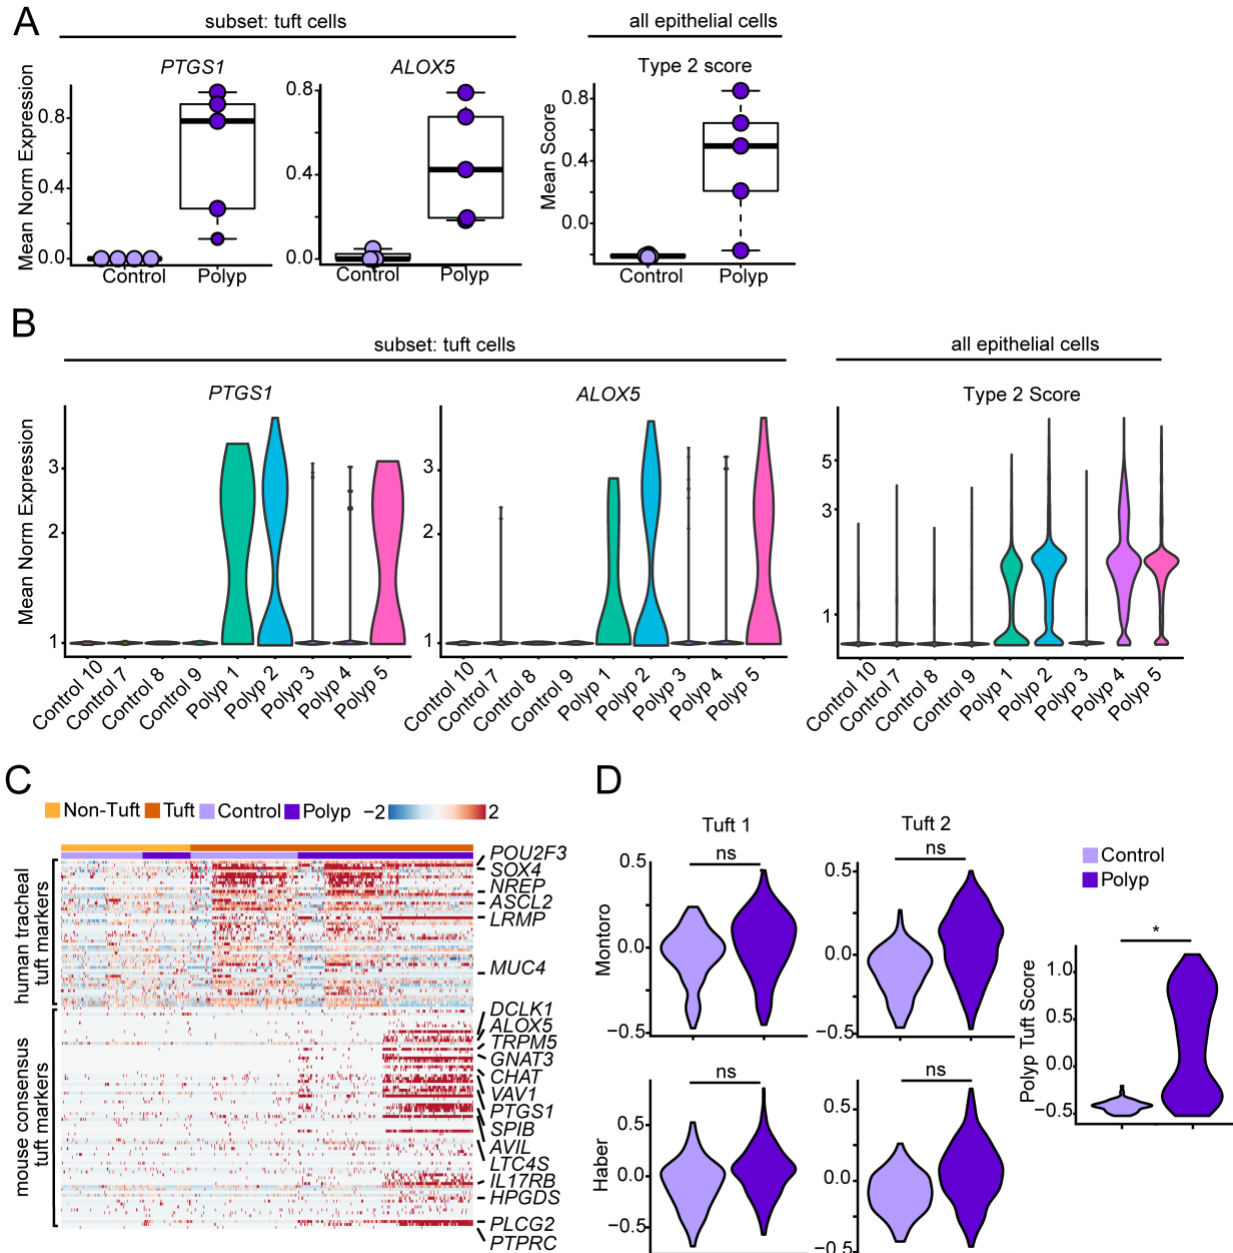 A
subset: tuft cells
all epithelial cells
PTGS1
ALOX5
Type 2 score
Mean Norm Expression
0.8
0.4
0.0
Control
Polyp
0.8
0.4
0.0
Control
Polyp
Mean Score
0.8
0.4
0.0
Control
Polyp
B
subset: tuft cells
all epithelial cells
PTGS1
ALOX5
Type 2 Score
Mean Norm Expression
3
2
1
Control 10
Control 7
Control 8
Control 9
Polyp 1
Polyp 2
Polyp 3
Polyp 4
Polyp 5
3
2
1
Control 10
Control 7
Control 8
Control 9
Polyp 1
Polyp 2
Polyp 3
Polyp 4
Polyp 5
5
3
1
Control 10
Control 7
Control 8
Control 9
Polyp 1
Polyp 2
Polyp 3
Polyp 4
Polyp 5
C
Non-Tuft Tuft Control Polyp −2 2
human tracheal
tuft markers
mouse consensus
tuft markers
POU2F3
SOX4
NREP
ASCL2
LRMP
MUC4
DCLK1
ALOX5
TRPM5
GNAT3
CHAT
VAV1
PTGS1
SPIB
AVIL
LTC4S
IL17RB
HPGDS
PLCG2
PTPRC
D
Tuft 1
Tuft 2
Control
Polyp
Montoro
0.5
0.0
−0.5
ns
0.5
0.0
−0.5
ns
Haber
0.5
0.0
−0.5
ns
0.5
0.0
−0.5
ns
Polyp Tuft Score
1.0
0.5
0.0
−0.5
*